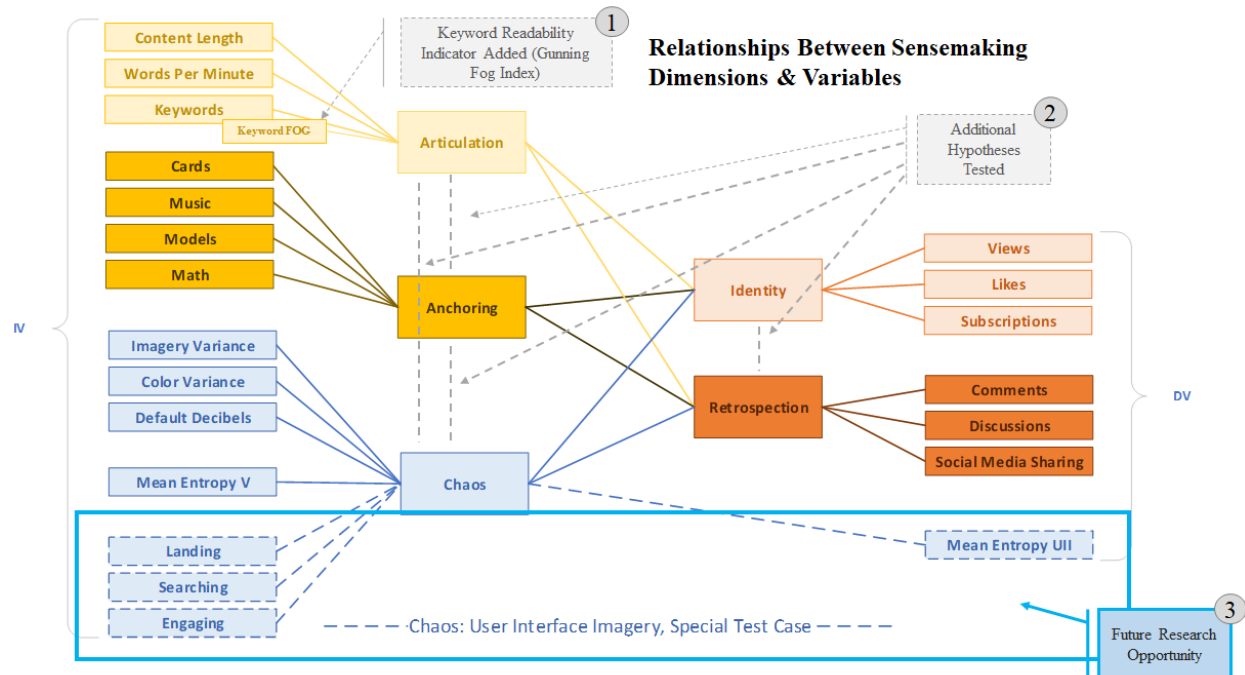 Relationships Between Sensemaking
Dimensions & Variables
1
Keyword Readability
Indicator Added (Gunning
Fog Index)
2
Additional
Hypotheses
Tested
IV
Content Length
Words Per Minute
Keywords
Keyword FOG
Cards
Music
Models
Math
Imagery Variance
Color Variance
Default Decibels
Mean Entropy V
Landing
Searching
Engaging
Articulation
Anchoring
Chaos
Identity
Retrospection
Views
Likes
Subscriptions
Comments
Discussions
Social Media Sharing
Mean Entropy UII
DV
Chaos: User Interface Imagery, Special Test Case
3
Future Research
Opportunity